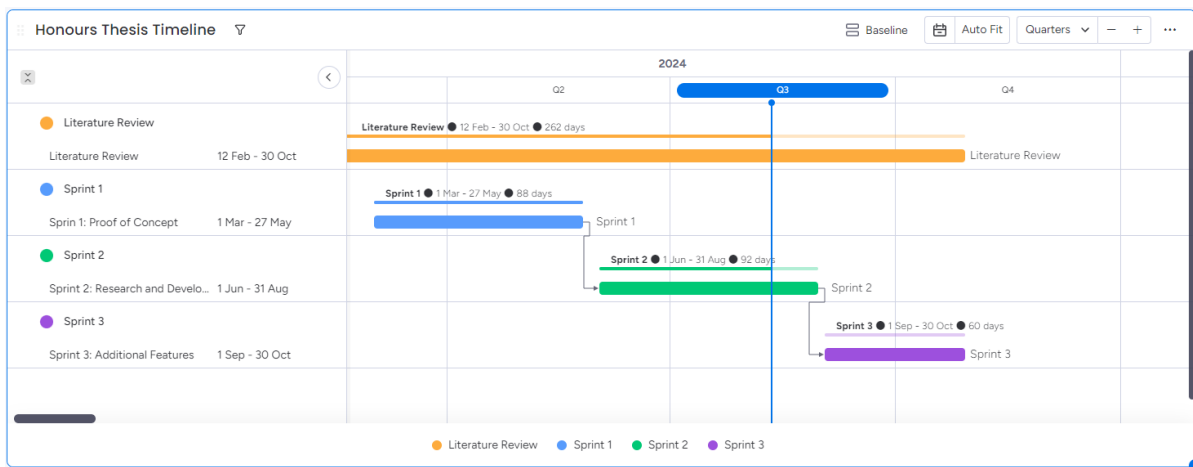 Honours Thesis Timeline
Baseline
Auto Fit
Quarters
2024
Q2 Q3 Q4
Literature Review
Literature Review ● 12 Feb - 30 Oct ● 262 days
Literature Review 12 Feb - 30 Oct
Literature Review
Sprint 1
Sprint 1 ● 1 Mar - 27 May ● 88 days
Sprin 1: Proof of Concept 1 Mar - 27 May
Sprint 1
Sprint 2
Sprint 2 ● 1 Jun - 31 Aug ● 92 days
Sprint 2: Research and Develo... 1 Jun - 31 Aug
Sprint 2
Sprint 3
Sprint 3 ● 1 Sep - 30 Oct ● 60 days
Sprint 3: Additional Features 1 Sep - 30 Oct
Sprint 3
Literature Review Sprint 1 Sprint 2 Sprint 3